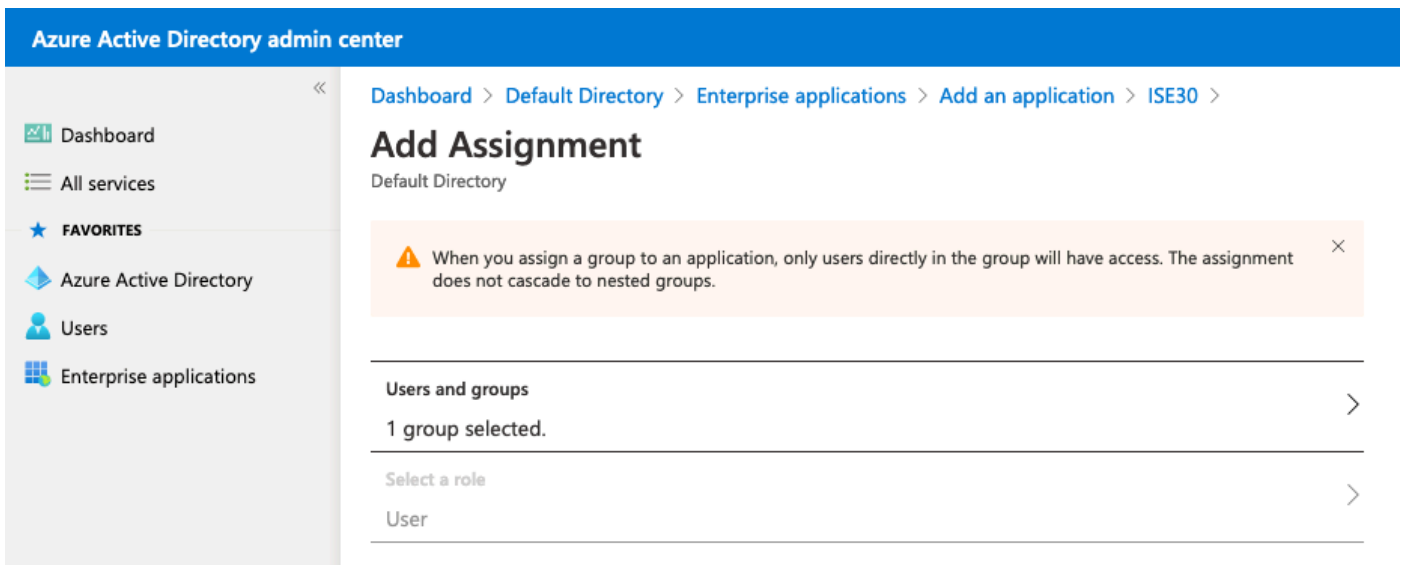 Azure Active Directory admin center
«
Dashboard > Default Directory > Enterprise applications > Add an application > ISE30 >
Dashboard
All services
FAVORITES
Azure Active Directory
Users
Enterprise applications
Add Assignment
Default Directory
When you assign a group to an application, only users directly in the group will have access. The assignment
does not cascade to nested groups.
Users and groups
1 group selected.
Select a role
User